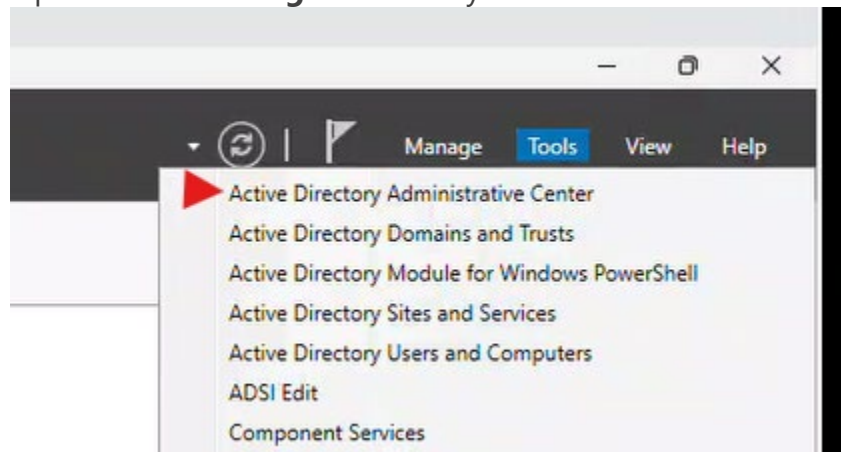 Manage Tools View Help
Active Directory Administrative Center
Active Directory Domains and Trusts
Active Directory Module for Windows PowerShell
Active Directory Sites and Services
Active Directory Users and Computers
ADSI Edit
Component Services